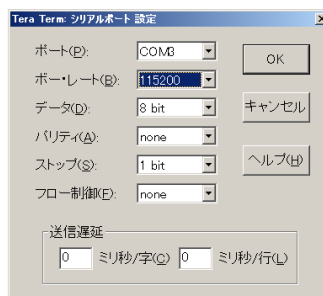 Tera Term: シリアルポート 設定
ポート(P): COM3 OK
ボー・レート(B): 115200
データ(D): 8 bit キャンセル
パリティ(A): none
ストップ(S): 1 bit ヘルプ(H)
フロー制御(F): none
送信遅延
0 ミリ秒/字(C) 0 ミリ秒/行(L)